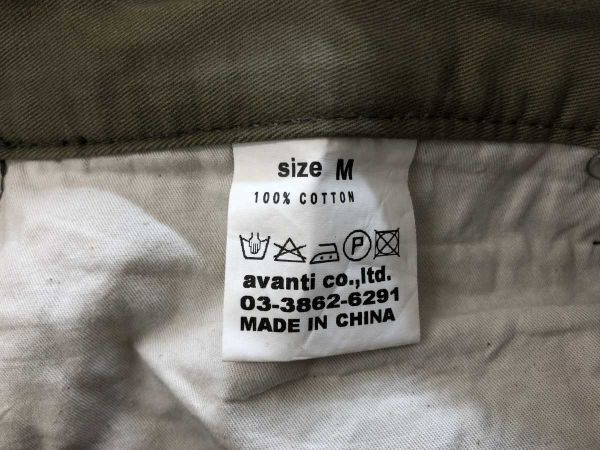 size M
100% COTTON
P
avanti co.,ltd.
03-3862-6291
MADE IN CHINA